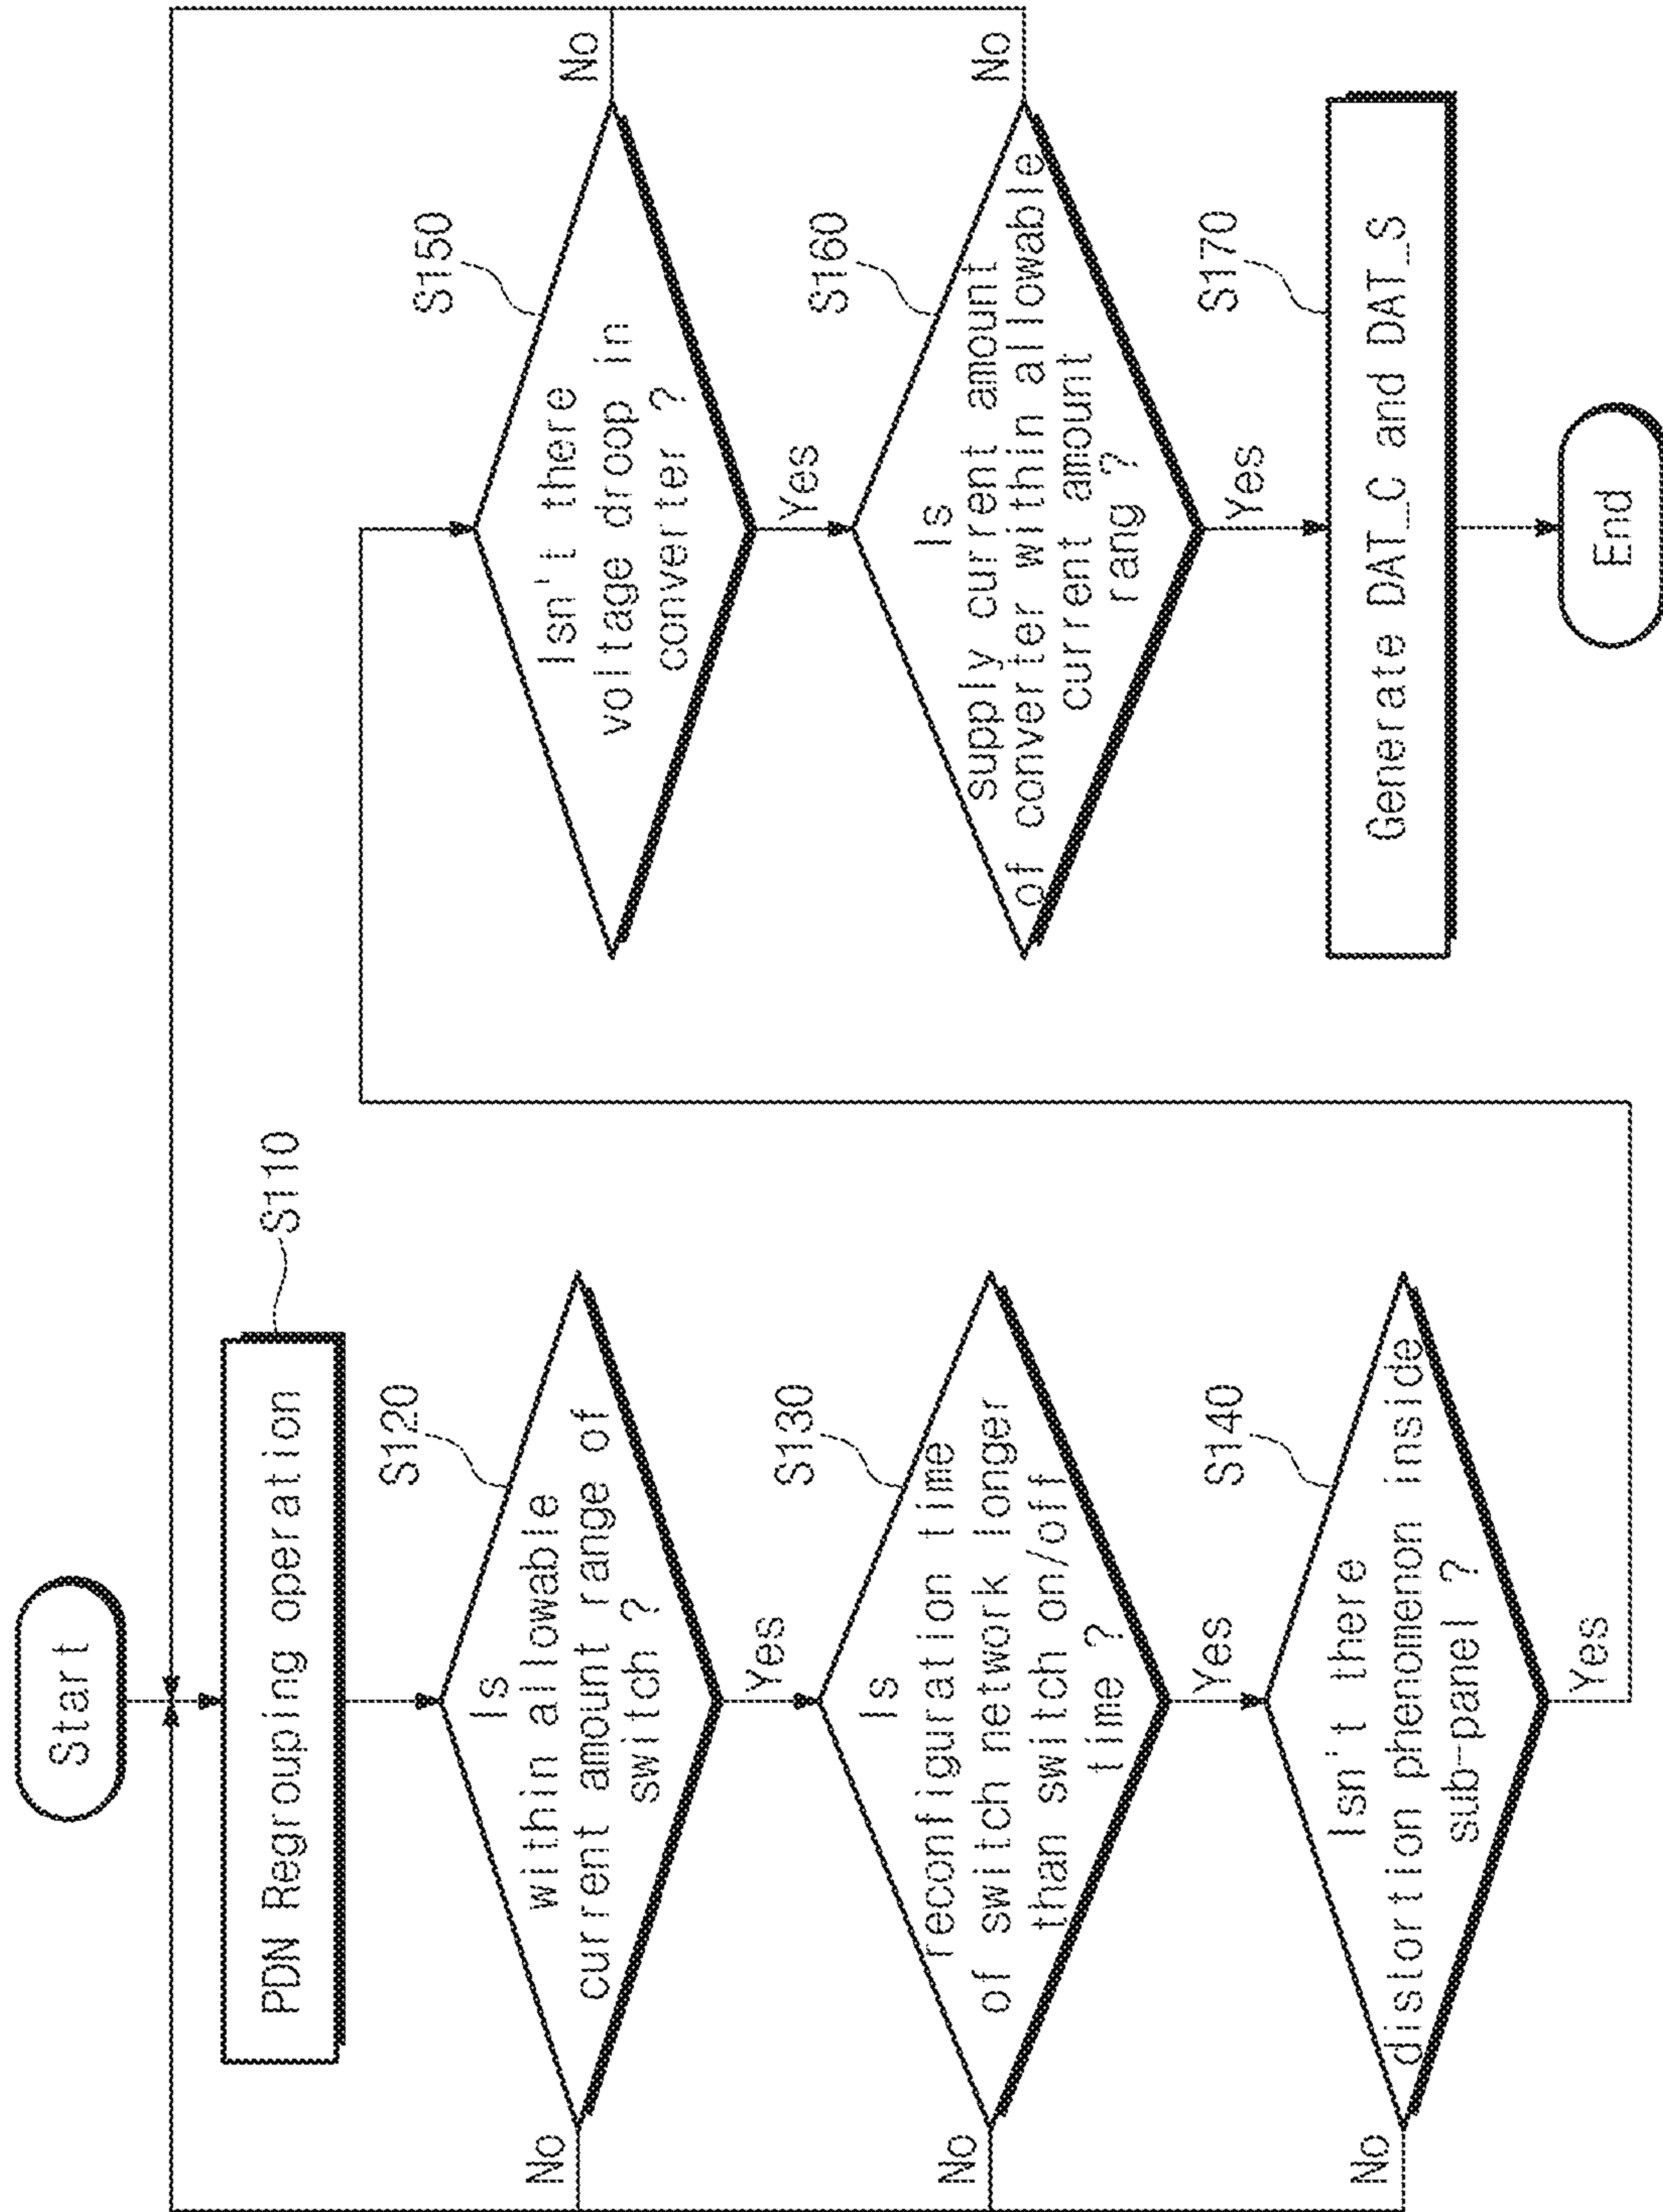 Start
PDN Regrouping operation
S110
Is
within allowable
current amount range of
switch ?
S120
No
Yes
Is
reconfiguration time
of switch network longer
than switch on/off
time ?
S130
No
Yes
Isn't there
distortion phenomenon inside
sub-panel ?
S140
No
Yes
Isn't there
voltage droop in
converter ?
S150
No
Yes
Is
supply current amount
of converter within allowable
current amount
rang ?
S160
No
Yes
Generate DAT_C and DAT_S
S170
End